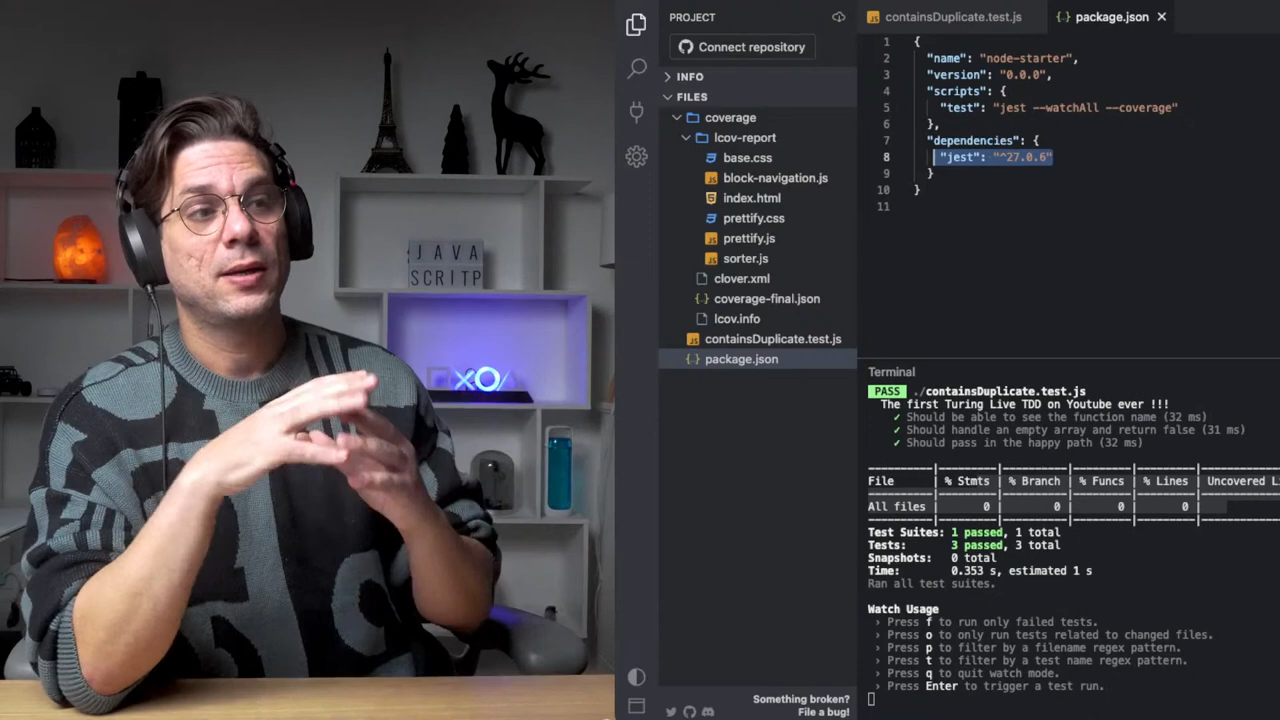 JAVA
SCRITP
XO
PROJECT
Connect repository
INFO
FILES
coverage
lcov-report
base.css
block-navigation.js
index.html
prettify.css
prettify.js
sorter.js
clover.xml
coverage-final.json
lcov.info
containsDuplicate.test.js
package.json
Something broken?
File a bug!
containsDuplicate.test.js
package.json
1 {
2 "name": "node-starter",
3 "version": "0.0.0",
4 "scripts": {
5 "test": "jest --watchAll --coverage"
6 },
7 "dependencies": {
8 "jest": "^27.0.6"
9 }
10 }
11
Terminal
PASS ./containsDuplicate.test.js
The first Turing Live TDD on Youtube ever !!!
✓ Should be able to see the function name (32 ms)
✓ Should handle an empty array and return false (31 ms)
✓ Should pass in the happy path (32 ms)
File | % Stmts | % Branch | % Funcs | % Lines | Uncovered Li
All files | 0 | 0 | 0 | 0 |
Test Suites: 1 passed, 1 total
Tests: 3 passed, 3 total
Snapshots: 0 total
Time: 0.353 s, estimated 1 s
Ran all test suites.
Watch Usage
› Press f to run only failed tests.
› Press o to only run tests related to changed files.
› Press p to filter by a filename regex pattern.
› Press t to filter by a test name regex pattern.
› Press q to quit watch mode.
› Press Enter to trigger a test run.